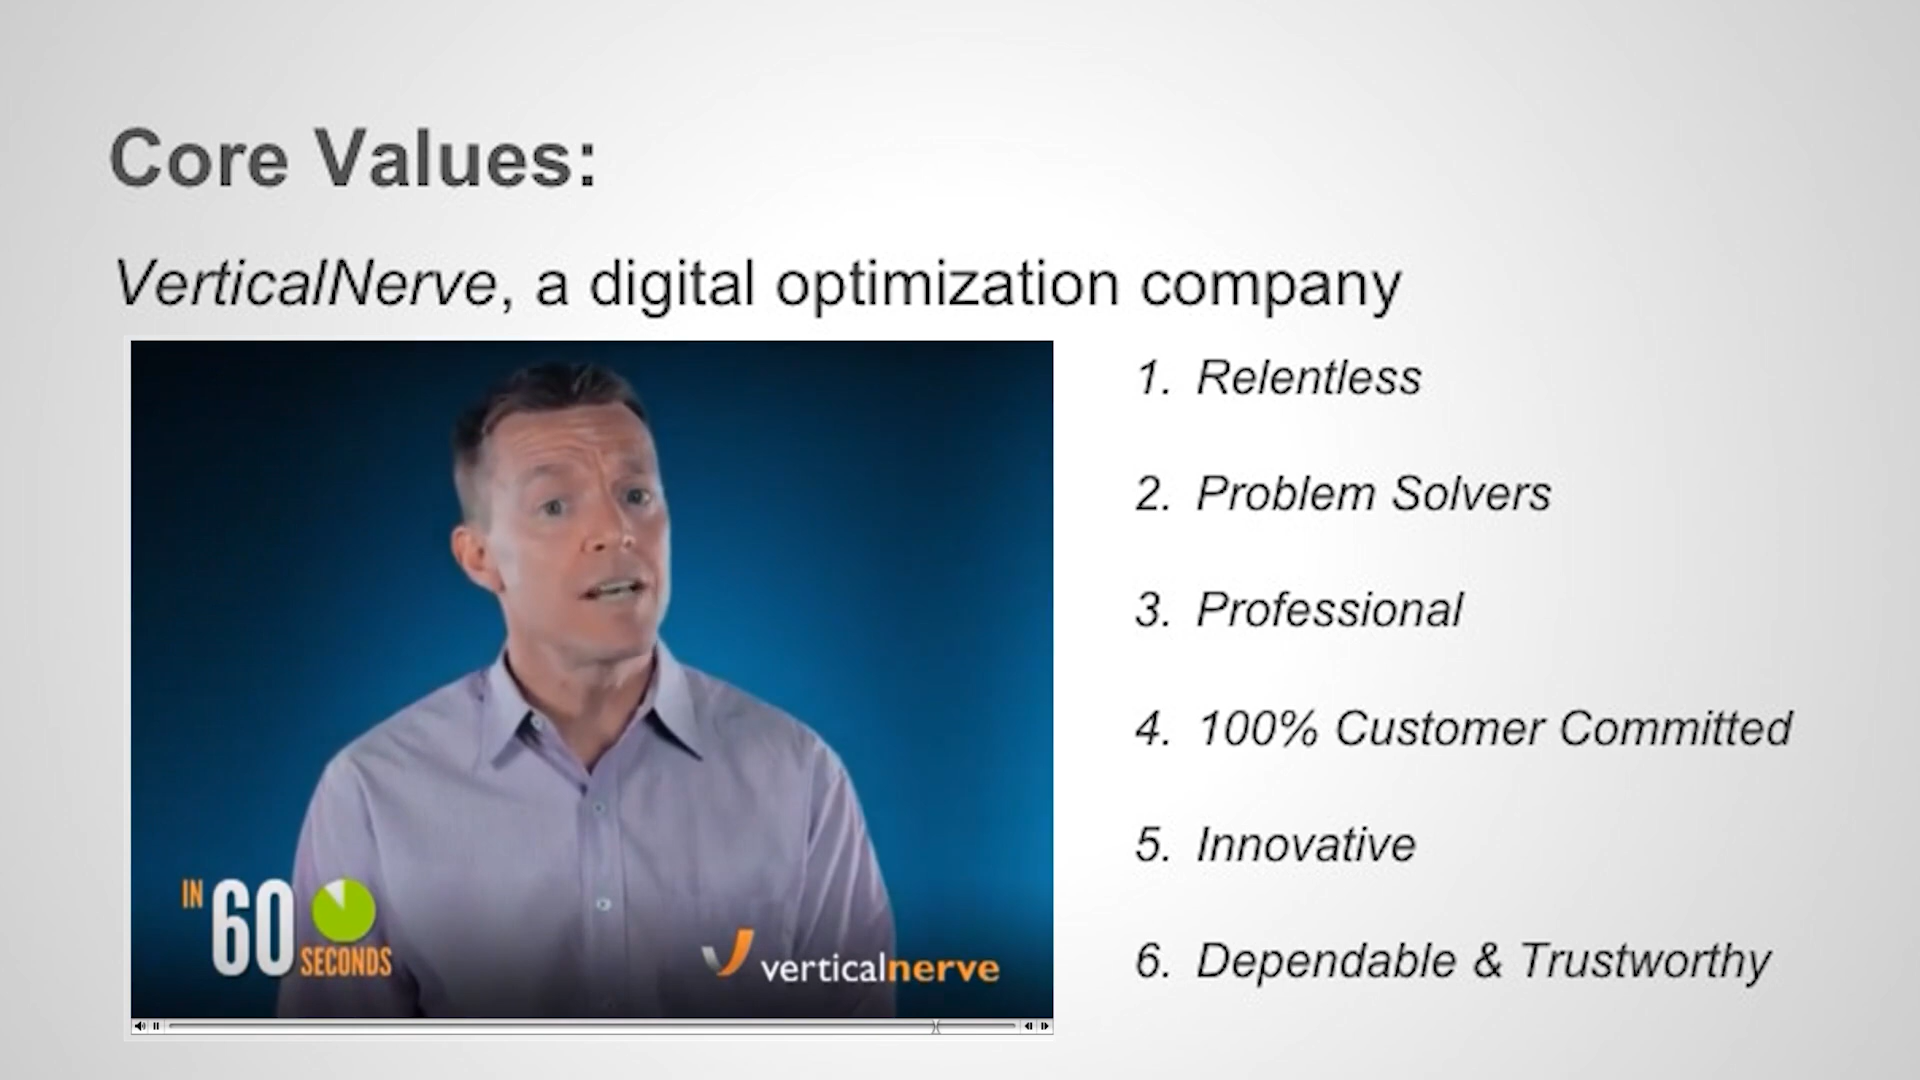 Core Values:
VerticalNerve, a digital optimization company
1. Relentless
2. Problem Solvers
3. Professional
4. 100% Customer Committed
5. Innovative
6. Dependable & Trustworthy
IN 60 SECONDS
verticalnerve